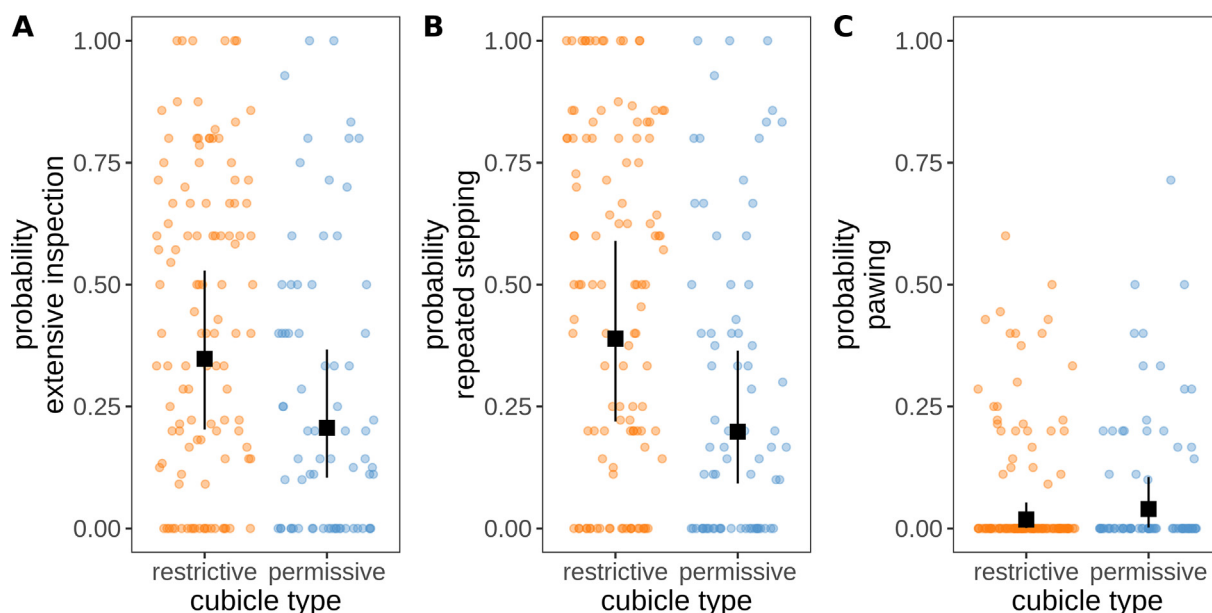 A
probability
extensive inspection
1.00
0.75
0.50
0.25
0.00
restrictive permissive
cubicle type
B
probability
repeated stepping
1.00
0.75
0.50
0.25
0.00
restrictive permissive
cubicle type
C
probability
pawing
1.00
0.75
0.50
0.25
0.00
restrictive permissive
cubicle type